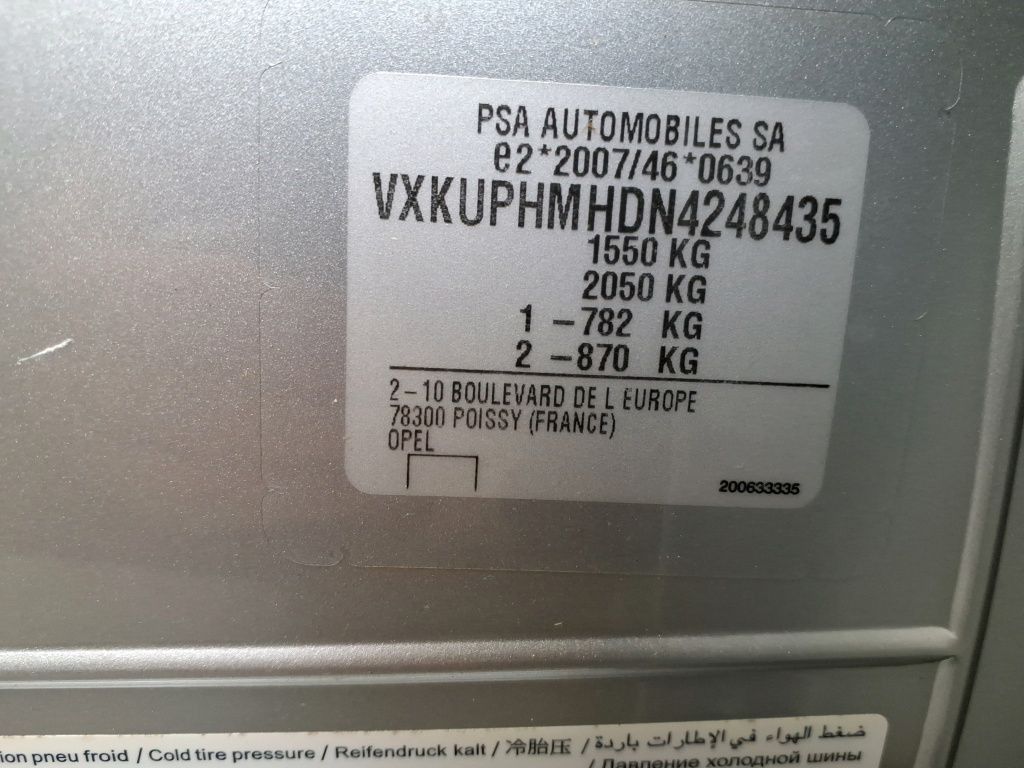 PSA AUTOMOBILES SA
e2*2007/46*0639
VXKUPHMHDN4248435
1550 KG
2050 KG
1 -782 KG
2 -870 KG
2-10 BOULEVARD DE L EUROPE
78300 POISSY (FRANCE)
OPEL
200633335
ion pneu froid / Cold tire pressure / Reifendruck kalt / 冷胎压 / ضغط الهواء في الإطارات باردة
/ Давление холодной шины